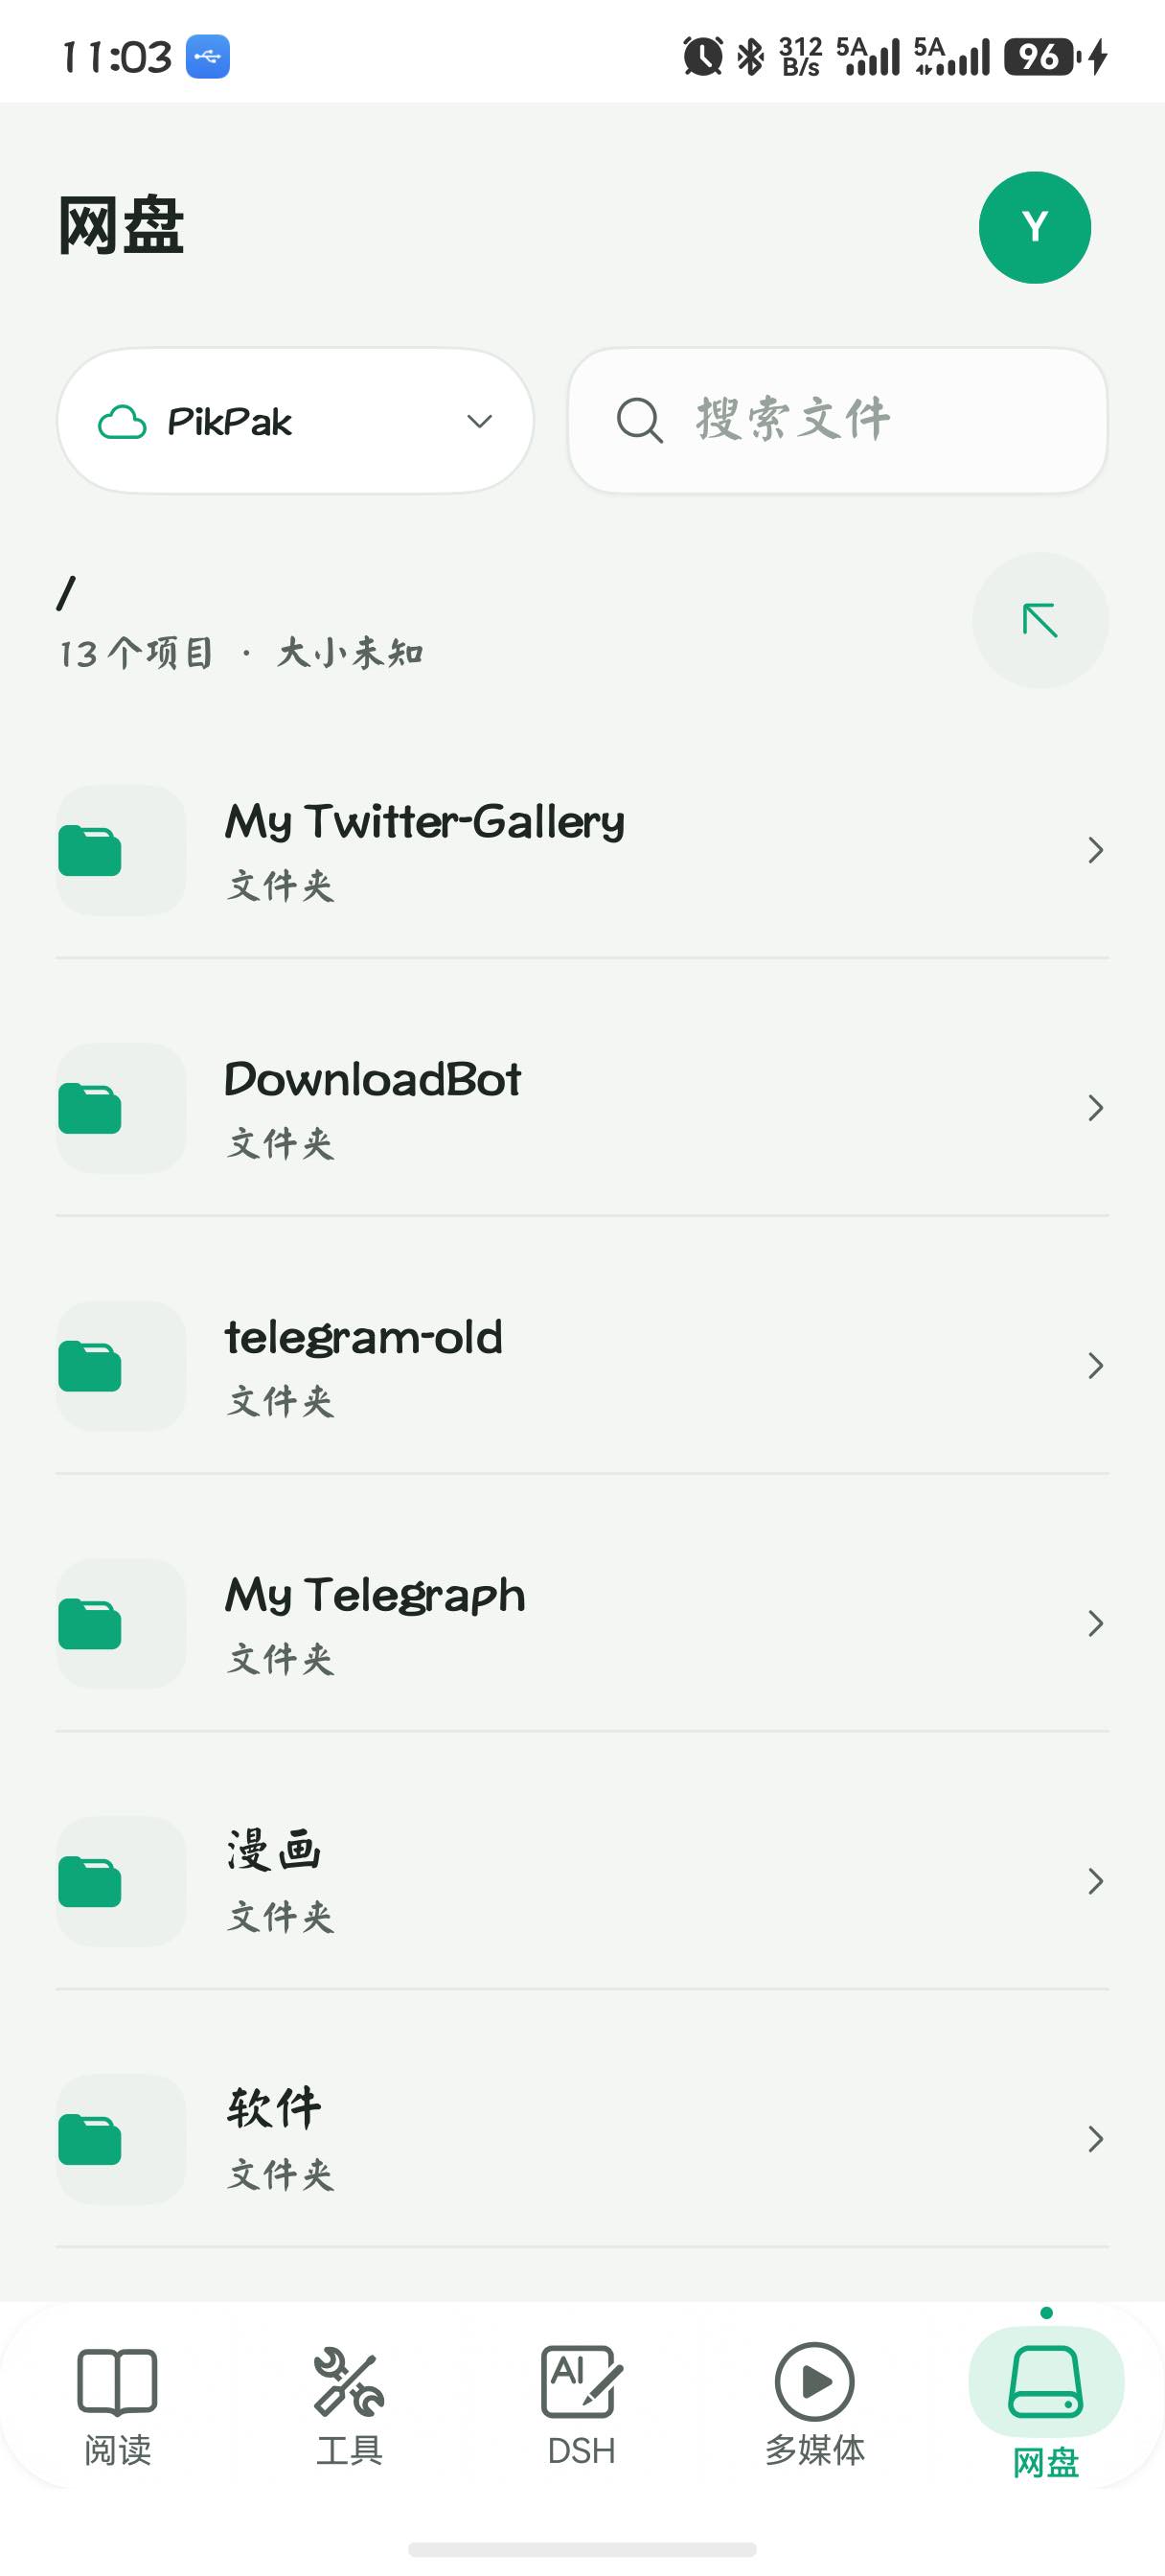 11:03
312 B/s 5A 5A 96
网盘
Y
PikPak
搜索文件
/
13个项目 · 大小未知
My Twitter-Gallery
文件夹
DownloadBot
文件夹
telegram-old
文件夹
My Telegraph
文件夹
漫画
文件夹
软件
文件夹
AI
阅读 工具 DSH 多媒体 网盘